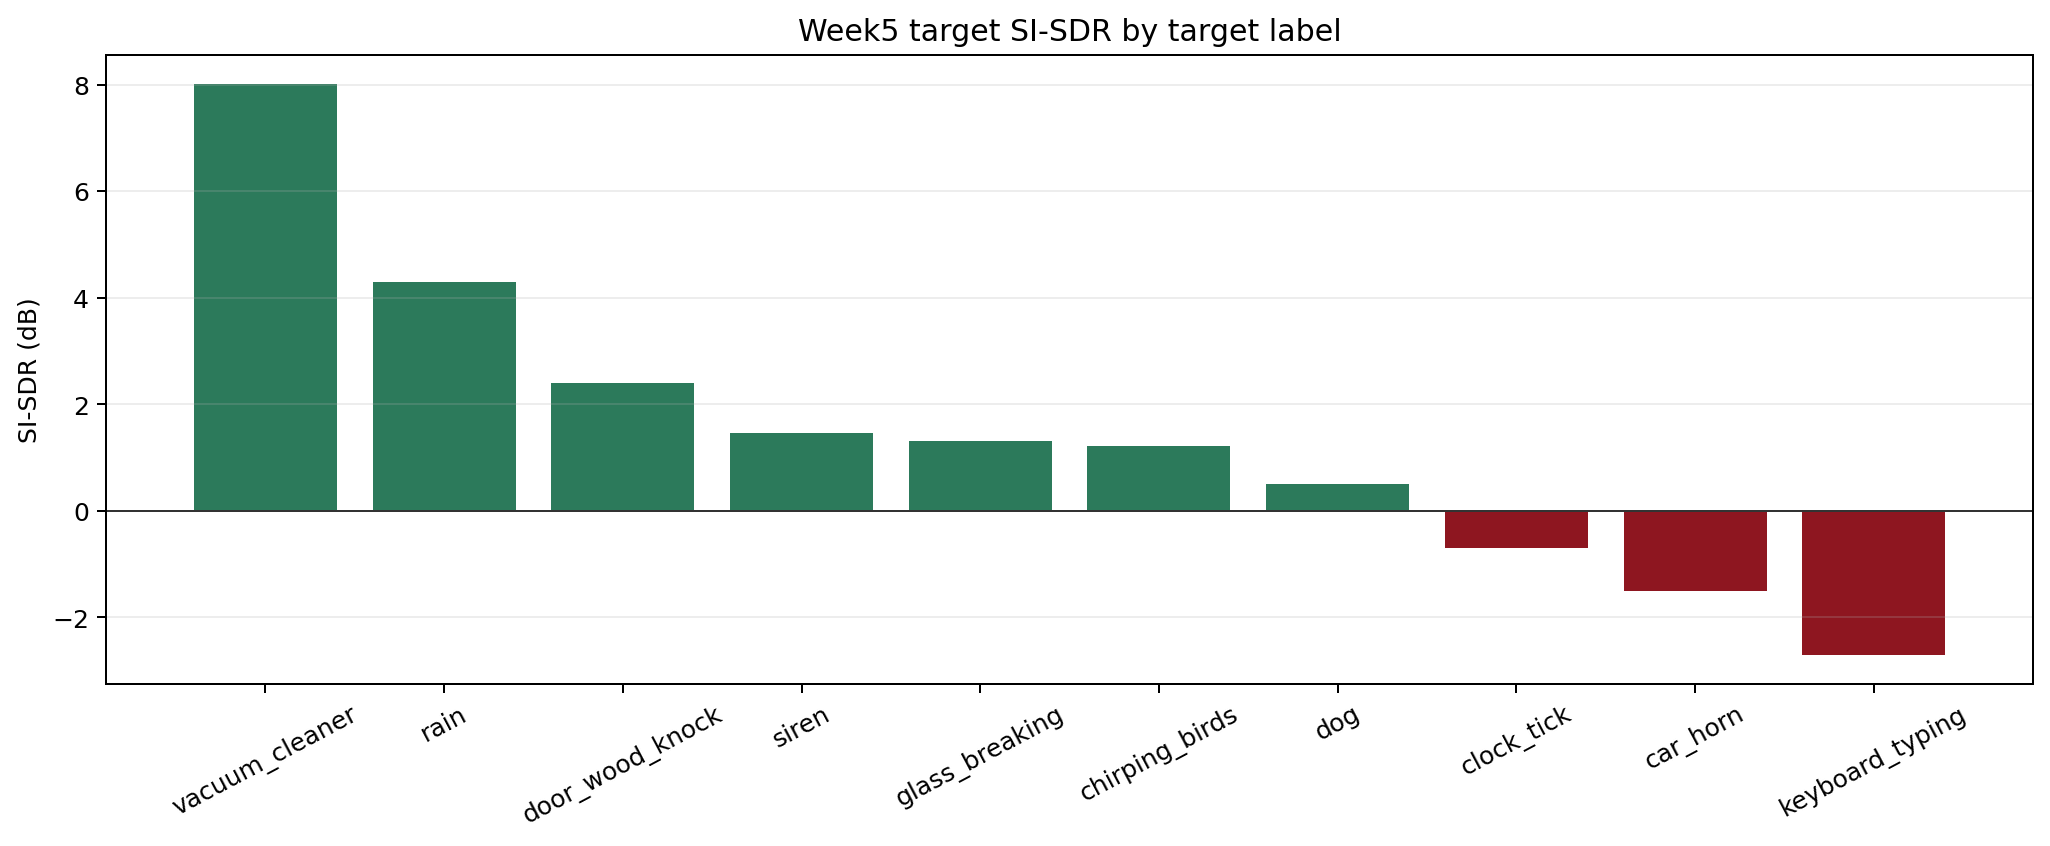 Week5 target SI-SDR by target label
SI-SDR (dB)
8
6
4
2
0
−2
vacuum_cleaner
rain
door_wood_knock
siren
glass_breaking
chirping_birds
dog
clock_tick
car_horn
keyboard_typing